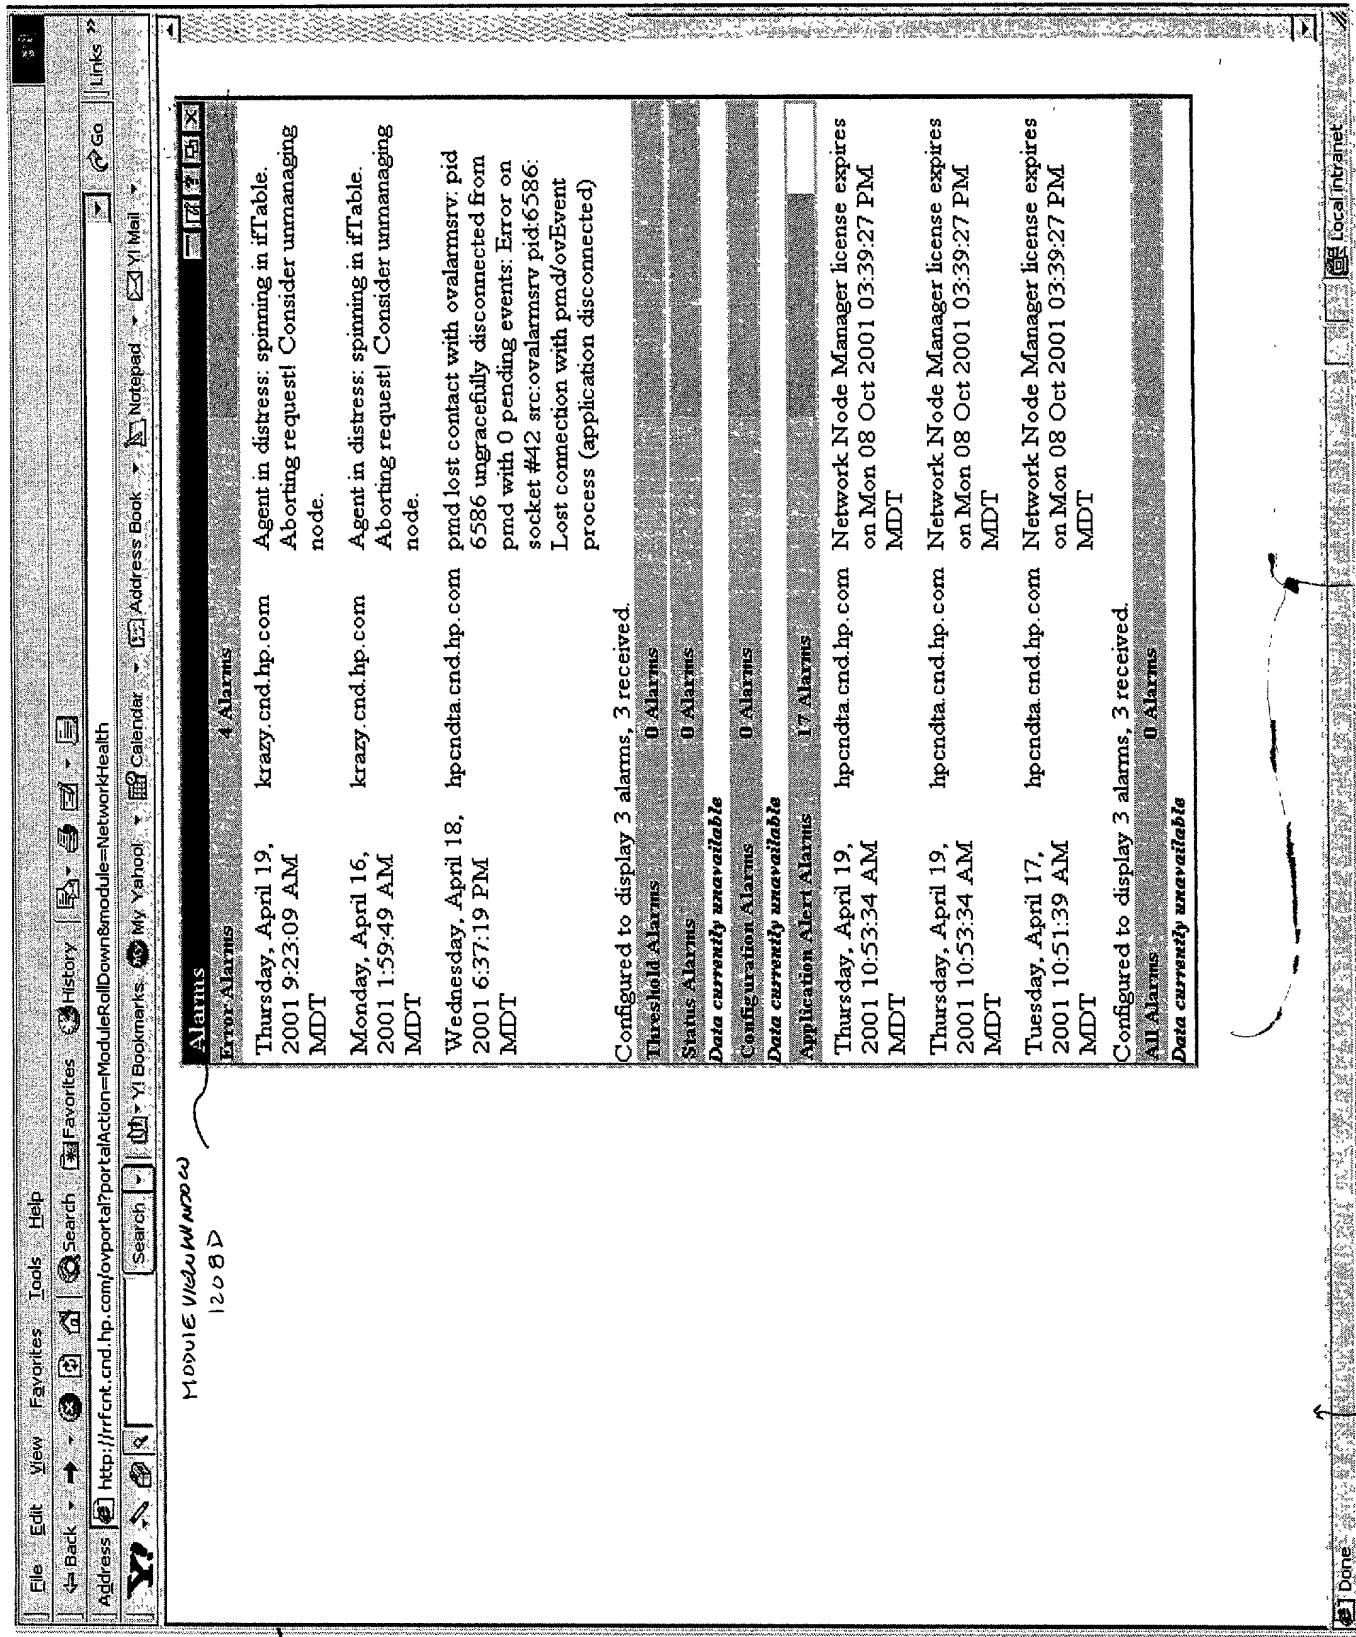 File Edit View Favorites Tools Help
Back Search Favorites History
Address http://rrfcnt.cnd.hp.com/ovportal?portalAction=ModuleRollDown&module=NetworkHealth Go Links »
Y! Search Y! Bookmarks My Yahoo! Calendar Address Book Notepad Y! Mail
MODULE VIEW WINDOW
1208D
Alarms
Error Alarms 4 Alarms
Thursday, April 19, krazy.cnd.hp.com Agent in distress: spinning in ifTable.
2001 9:23:09 AM Aborting request! Consider unmanaging
MDT node.
Monday, April 16, krazy.cnd.hp.com Agent in distress: spinning in ifTable.
2001 1:59:49 AM Aborting request! Consider unmanaging
MDT node.
Wednesday, April 18, hpcndta.cnd.hp.com pmd lost contact with ovalarmsrv: pid
2001 6:37:19 PM 6586 ungracefully disconnected from
MDT pmd with 0 pending events: Error on
socket #42 src:ovalarmsrv pid:6586:
Lost connection with pmd/ovEvent
process (application disconnected)
Configured to display 3 alarms, 3 received.
Threshold Alarms 0 Alarms
Status Alarms 0 Alarms
Data currently unavailable
Configuration Alarms 0 Alarms
Data currently unavailable
Application Alert Alarms 17 Alarms
Thursday, April 19, hpcndta.cnd.hp.com Network Node Manager license expires
2001 10:53:34 AM on Mon 08 Oct 2001 03:39:27 PM
MDT MDT
Thursday, April 19, hpcndta.cnd.hp.com Network Node Manager license expires
2001 10:53:34 AM on Mon 08 Oct 2001 03:39:27 PM
MDT MDT
Tuesday, April 17, hpcndta.cnd.hp.com Network Node Manager license expires
2001 10:51:39 AM on Mon 08 Oct 2001 03:39:27 PM
MDT MDT
Configured to display 3 alarms, 3 received.
All Alarms 0 Alarms
Data currently unavailable
Done Local intranet